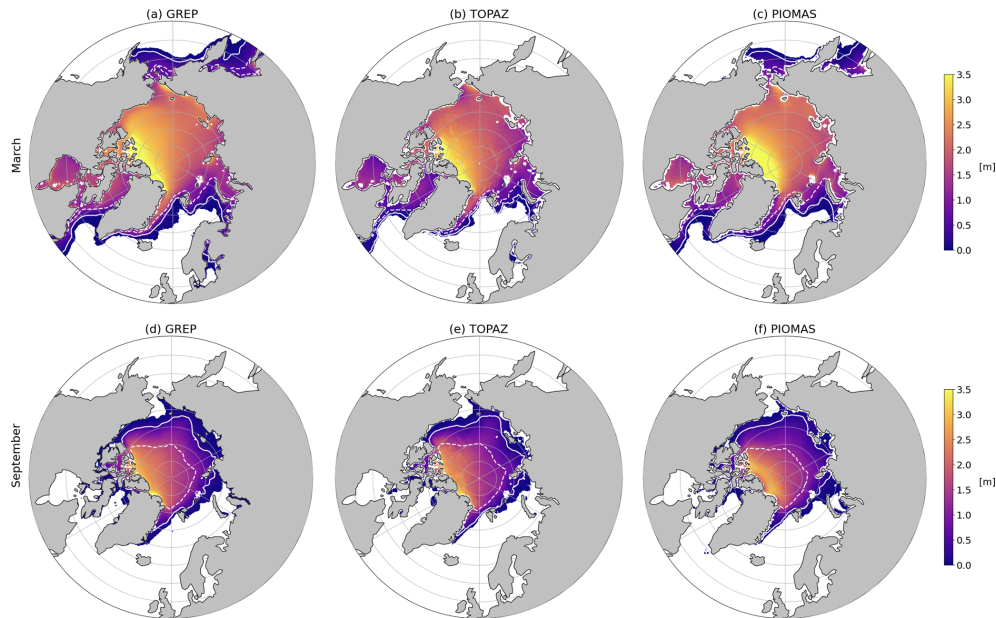 (a) GREP
(b) TOPAZ
(c) PIOMAS
March
3.5
3.0
2.5
2.0
[m]
1.5
1.0
0.5
0.0
(d) GREP
(e) TOPAZ
(f) PIOMAS
September
3.5
3.0
2.5
2.0
[m]
1.5
1.0
0.5
0.0